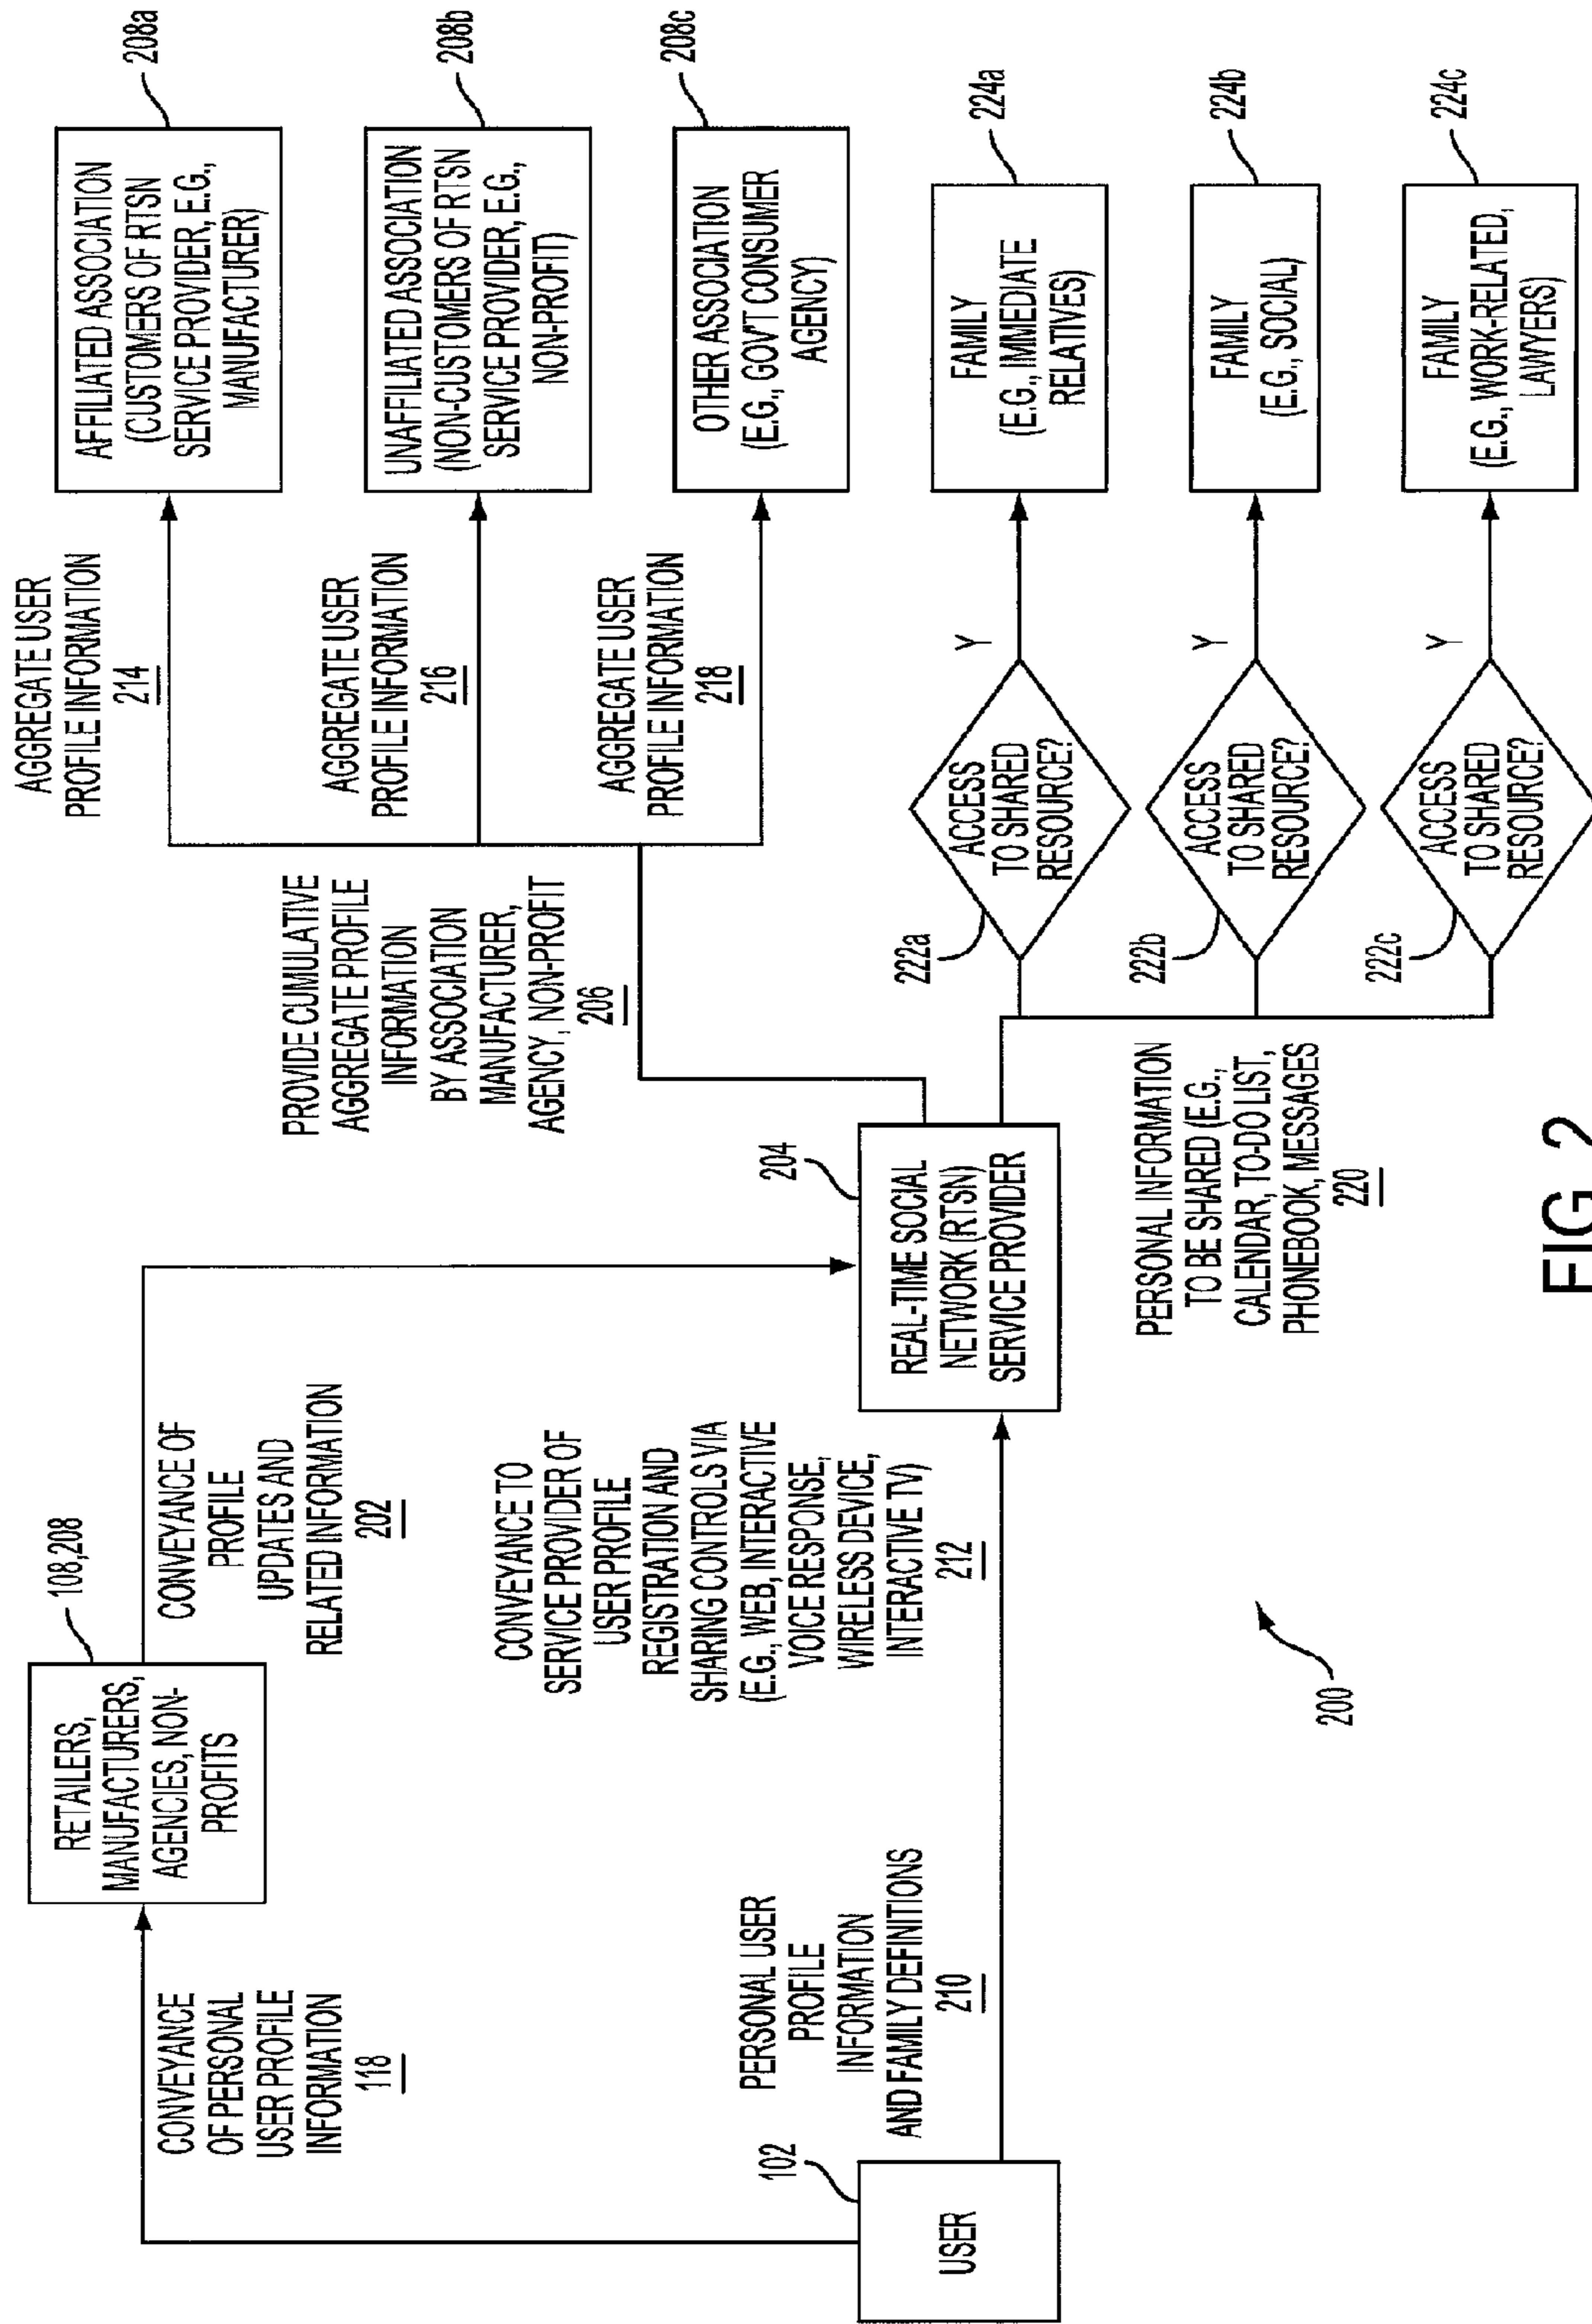 CONVEYANCE
OF PERSONAL
USER PROFILE
INFORMATION
118
USER
102
RETAILERS,
MANUFACTURERS,
AGENCIES, NON-
PROFITS
108,208
PERSONAL USER
PROFILE
INFORMATION
AND FAMILY DEFINITIONS
210
CONVEYANCE OF
PROFILE
UPDATES AND
RELATED INFORMATION
202
CONVEYANCE TO
SERVICE PROVIDER OF
USER PROFILE
REGISTRATION AND
SHARING CONTROLS VIA
(E.G., WEB, INTERACTIVE
VOICE RESPONSE,
WIRELESS DEVICE,
INTERACTIVE TV)
212
200
REAL-TIME SOCIAL
NETWORK (RTSN)
SERVICE PROVIDER
204
PROVIDE CUMULATIVE
AGGREGATE PROFILE
INFORMATION
BY ASSOCIATION
MANUFACTURER,
AGENCY, NON-PROFIT
206
PERSONAL INFORMATION
TO BE SHARED (E.G.,
CALENDAR, TO-DO LIST,
PHONEBOOK, MESSAGES
220
AGGREGATE USER
PROFILE INFORMATION
214
AGGREGATE USER
PROFILE INFORMATION
216
AGGREGATE USER
PROFILE INFORMATION
218
222a
ACCESS
TO SHARED
RESOURCE?
Y
222b
ACCESS
TO SHARED
RESOURCE?
Y
222c
ACCESS
TO SHARED
RESOURCE?
Y
AFFILIATED ASSOCIATION
(CUSTOMERS OF RTSN
SERVICE PROVIDER, E.G.,
MANUFACTURER)
208a
UNAFFILIATED ASSOCIATION
(NON-CUSTOMERS OF RTSN
SERVICE PROVIDER, E.G.,
NON-PROFIT)
208b
OTHER ASSOCIATION
(E.G., GOV'T CONSUMER
AGENCY)
208c
FAMILY
(E.G., IMMEDIATE
RELATIVES)
224a
FAMILY
(E.G., SOCIAL)
224b
FAMILY
(E.G., WORK-RELATED,
LAWYERS)
224c
FIG. 2